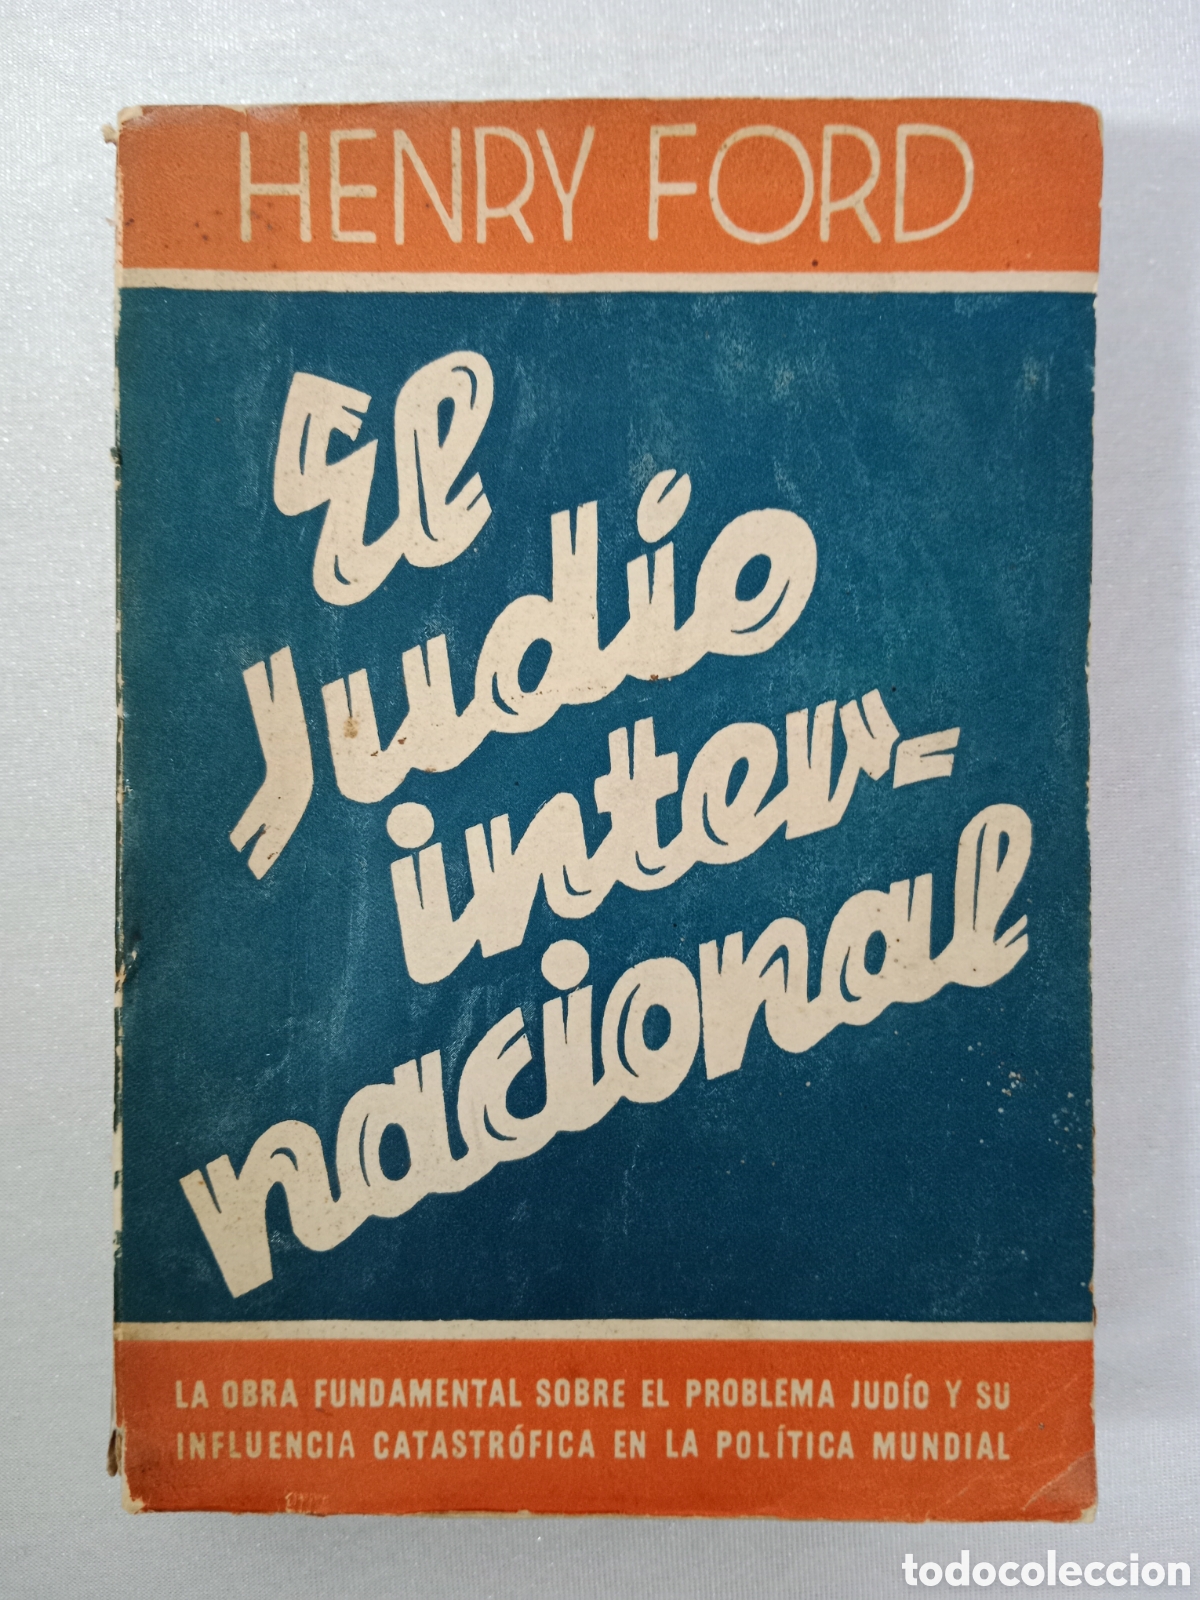 HENRY FORD
El
Judio
inter-
nacional
LA OBRA FUNDAMENTAL SOBRE EL PROBLEMA JUDÍO Y SU
INFLUENCIA CATASTRÓFICA EN LA POLÍTICA MUNDIAL
todocoleccion